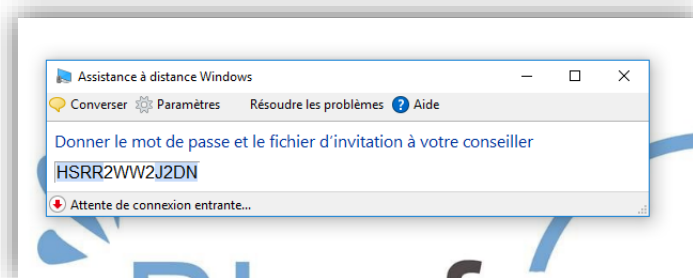 Assistance à distance Windows
Converser Paramètres Résoudre les problèmes Aide
Donner le mot de passe et le fichier d'invitation à votre conseiller
HSRR2WW2J2DN
Attente de connexion entrante...